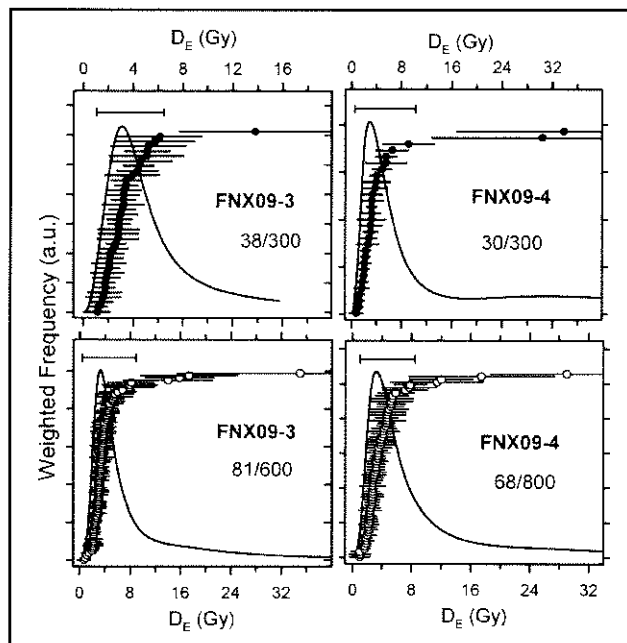 D_E (Gy)
D_E (Gy)
0 4 8 12 16
0 8 16 24 32
FNX09-3
38/300
FNX09-4
30/300
Weighted Frequency (a.u.)
FNX09-3
81/600
FNX09-4
68/800
0 8 16 24 32
0 8 16 24 32
D_E (Gy)
D_E (Gy)